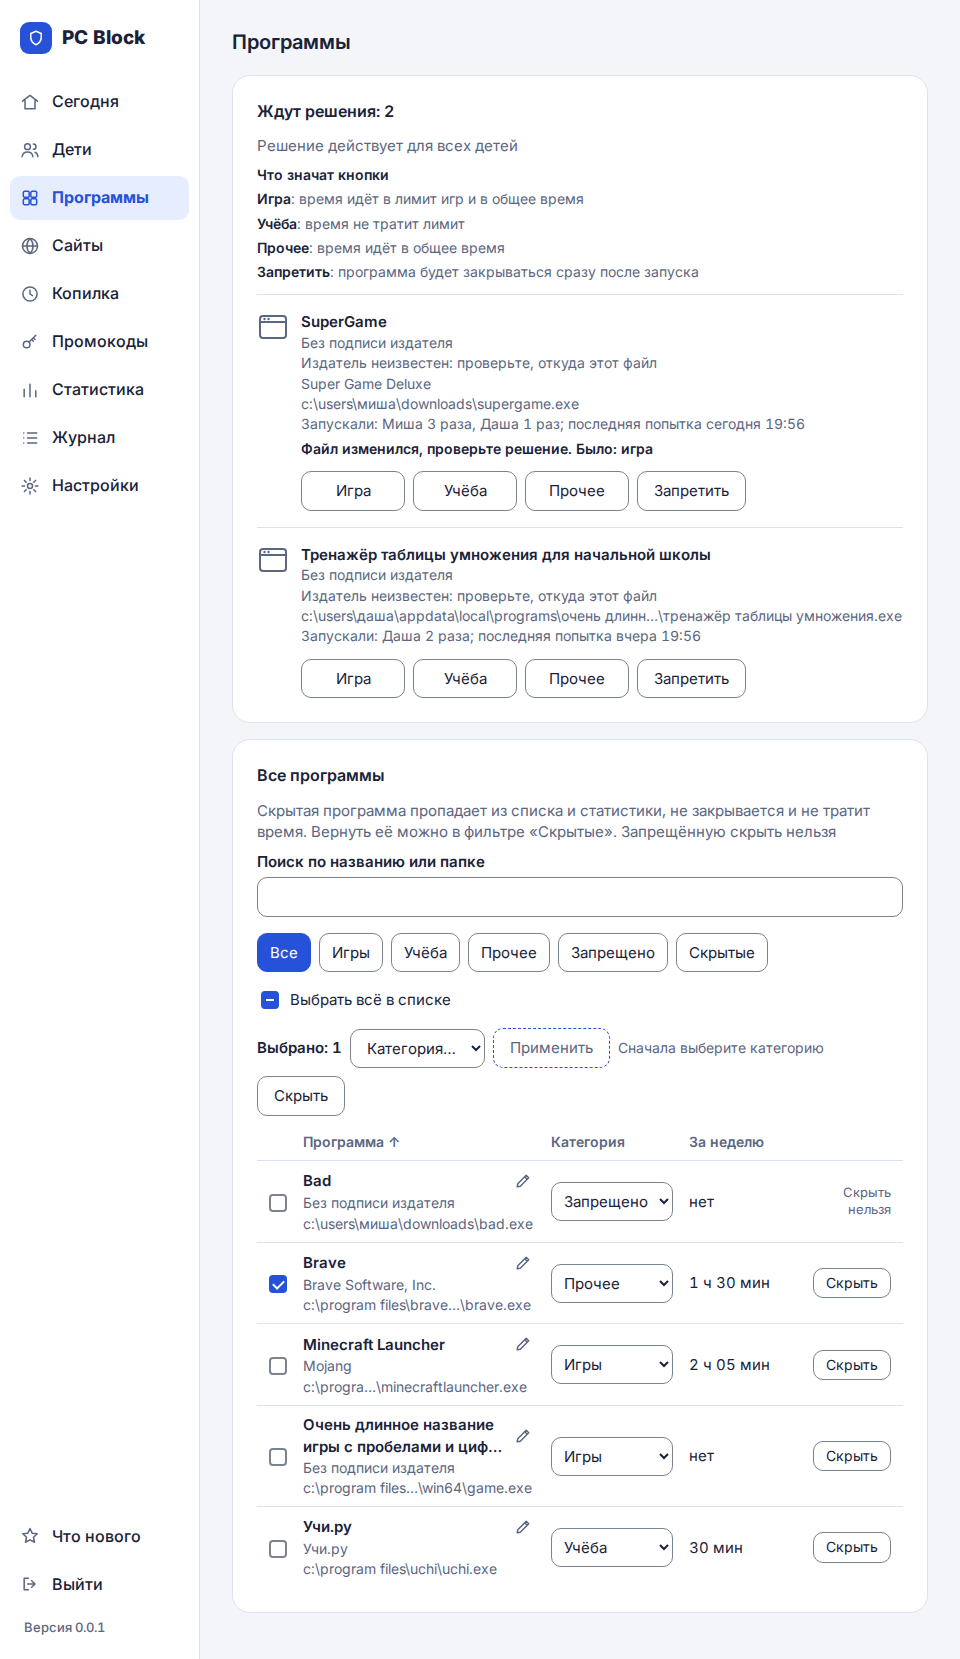 PC Block
Сегодня
Дети
Программы
Сайты
Копилка
Промокоды
Статистика
Журнал
Настройки
Что нового
Выйти
Версия 0.0.1
Программы
Ждут решения: 2
Решение действует для всех детей
Что значат кнопки
Игра: время идёт в лимит игр и в общее время
Учёба: время не тратит лимит
Прочее: время идёт в общее время
Запретить: программа будет закрываться сразу после запуска
SuperGame
Без подписи издателя
Издатель неизвестен: проверьте, откуда этот файл
Super Game Deluxe
c:\users\миша\downloads\supergame.exe
Запускали: Миша 3 раза, Даша 1 раз; последняя попытка сегодня 19:56
Файл изменился, проверьте решение. Было: игра
Игра Учёба Прочее Запретить
Тренажёр таблицы умножения для начальной школы
Без подписи издателя
Издатель неизвестен: проверьте, откуда этот файл
c:\users\даша\appdata\local\programs\очень длинн...\тренажёр таблицы умножения.exe
Запускали: Даша 2 раза; последняя попытка вчера 19:56
Игра Учёба Прочее Запретить
Все программы
Скрытая программа пропадает из списка и статистики, не закрывается и не тратит
время. Вернуть её можно в фильтре «Скрытые». Запрещённую скрыть нельзя
Поиск по названию или папке
Все Игры Учёба Прочее Запрещено Скрытые
Выбрать всё в списке
Выбрано: 1 Категория... Применить Сначала выберите категорию
Скрыть
Программа ↑ Категория За неделю
Bad
Без подписи издателя
c:\users\миша\downloads\bad.exe
Запрещено нет
Скрыть
нельзя
Brave
Brave Software, Inc.
c:\program files\brave...\brave.exe
Прочее 1 ч 30 мин Скрыть
Minecraft Launcher
Mojang
c:\progra...\minecraftlauncher.exe
Игры 2 ч 05 мин Скрыть
Очень длинное название
игры с пробелами и циф...
Без подписи издателя
c:\program files...\win64\game.exe
Игры нет Скрыть
Учи.ру
Учи.ру
c:\program files\uchi\uchi.exe
Учёба 30 мин Скрыть